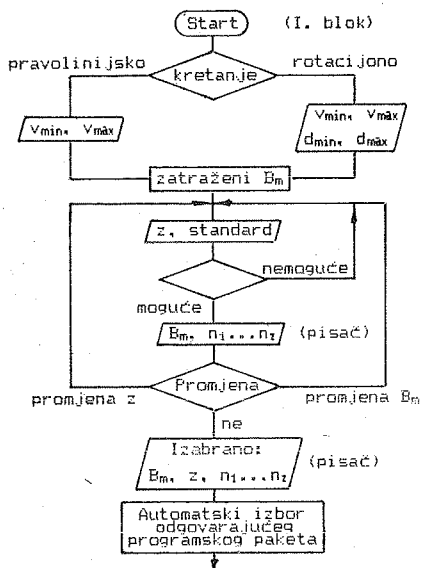 Start (I. blok)
pravolinijsko rotacijono
kretanje
vmin, vmax
vmin, vmax
dmin, dmax
zatraženi Bm
z, standard
nemoguće
moguće
Bm, n1...nz (pisač)
Promjena
promjena z promjena Bm
ne
Izabrano:
Bm, z, n1...nz (pisač)
Automatski izbor
odgovarajućeg
programskog paketa